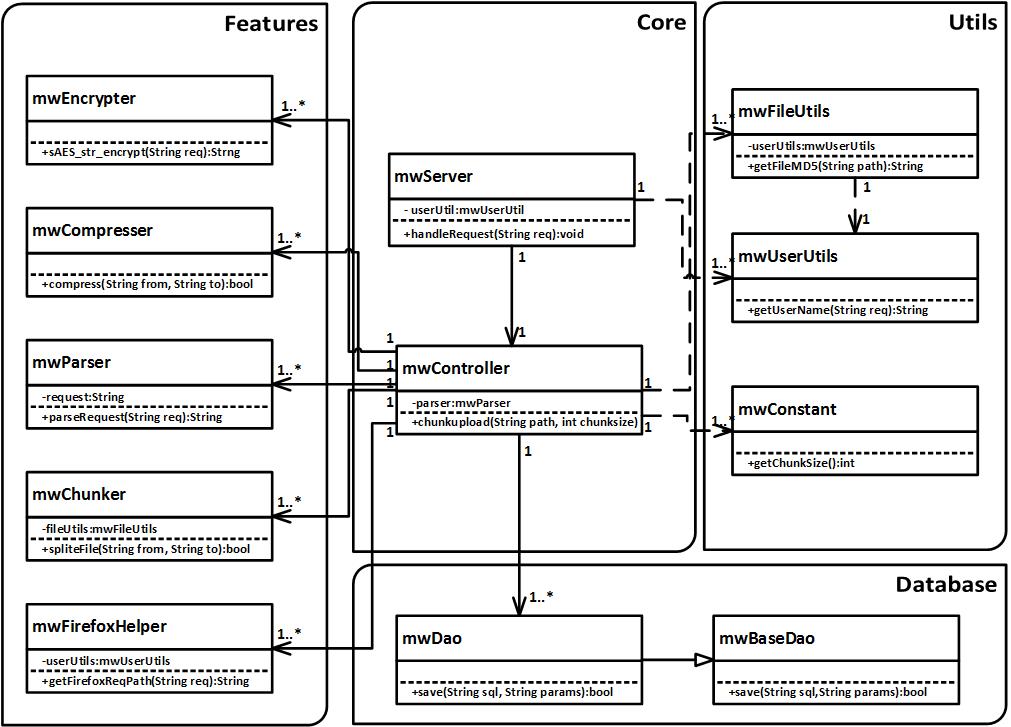 Features
mwEncrypter
+sAES_str_encrypt(String req):Strng
1..*
mwCompresser
+compress(String from, String to):bool
1..*
mwParser
-request:String
+parseRequest(String req):String
1..*
mwChunker
-fileUtils:mwFileUtils
+spliteFile(String from, String to):bool
1..*
mwFirefoxHelper
-userUtils:mwUserUtils
+getFirefoxReqPath(String req):String
1..*
Core
mwServer
- userUtil:mwUserUtil
+handleRequest(String req):void
1
1
1
1
1
1
1
1
mwController
-parser:mwParser
+chunkupload(String path, int chunksize)
1
1
1
Utils
1..*
mwFileUtils
-userUtils:mwUserUtils
+getFileMD5(String path):String
1
1
1..*
mwUserUtils
+getUserName(String req):String
1..*
mwConstant
+getChunkSize():int
Database
1..*
mwDao
+save(String sql, String params):bool
mwBaseDao
+save(String sql,String params):bool